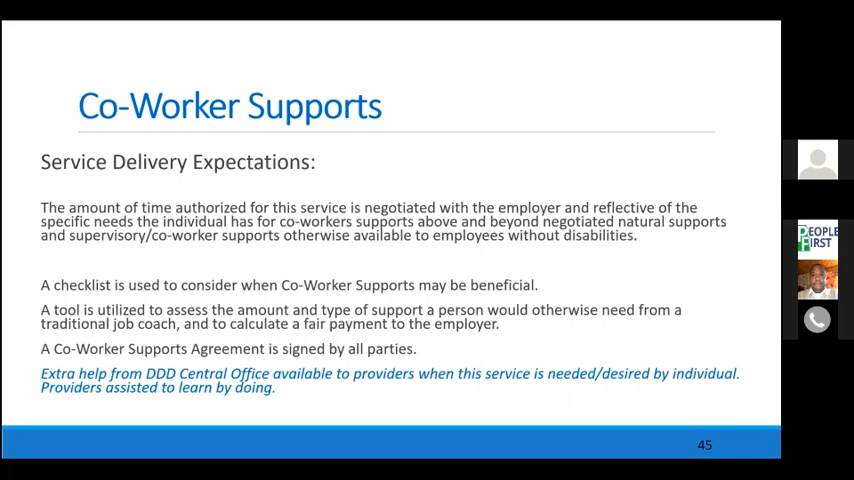 Co-Worker Supports
Service Delivery Expectations:
The amount of time authorized for this service is negotiated with the employer and reflective of the
specific needs the individual has for co-workers supports above and beyond negotiated natural supports
and supervisory/co-worker supports otherwise available to employees without disabilities.
A checklist is used to consider when Co-Worker Supports may be beneficial.
A tool is utilized to assess the amount and type of support a person would otherwise need from a
traditional job coach, and to calculate a fair payment to the employer.
A Co-Worker Supports Agreement is signed by all parties.
Extra help from DDD Central Office available to providers when this service is needed/desired by individual.
Providers assisted to learn by doing.
45
PEOPLE
FIRST